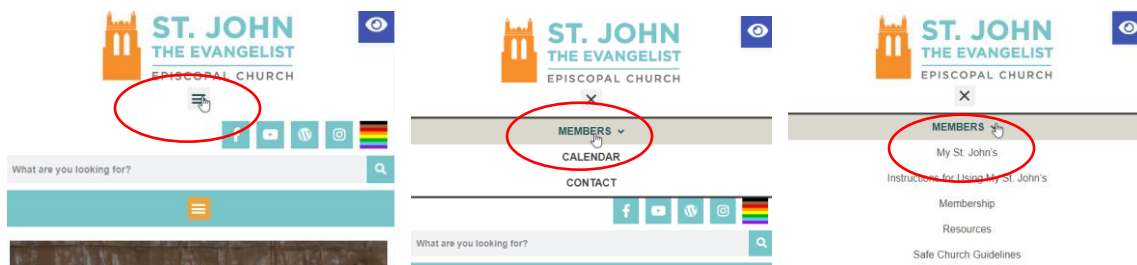 ST. JOHN
THE EVANGELIST
EPISCOPAL CHURCH
What are you looking for?
ST. JOHN
THE EVANGELIST
EPISCOPAL CHURCH
MEMBERS
CALENDAR
CONTACT
What are you looking for?
ST. JOHN
THE EVANGELIST
EPISCOPAL CHURCH
MEMBERS
My St. John's
Instructions for Using My St. John's
Membership
Resources
Safe Church Guidelines